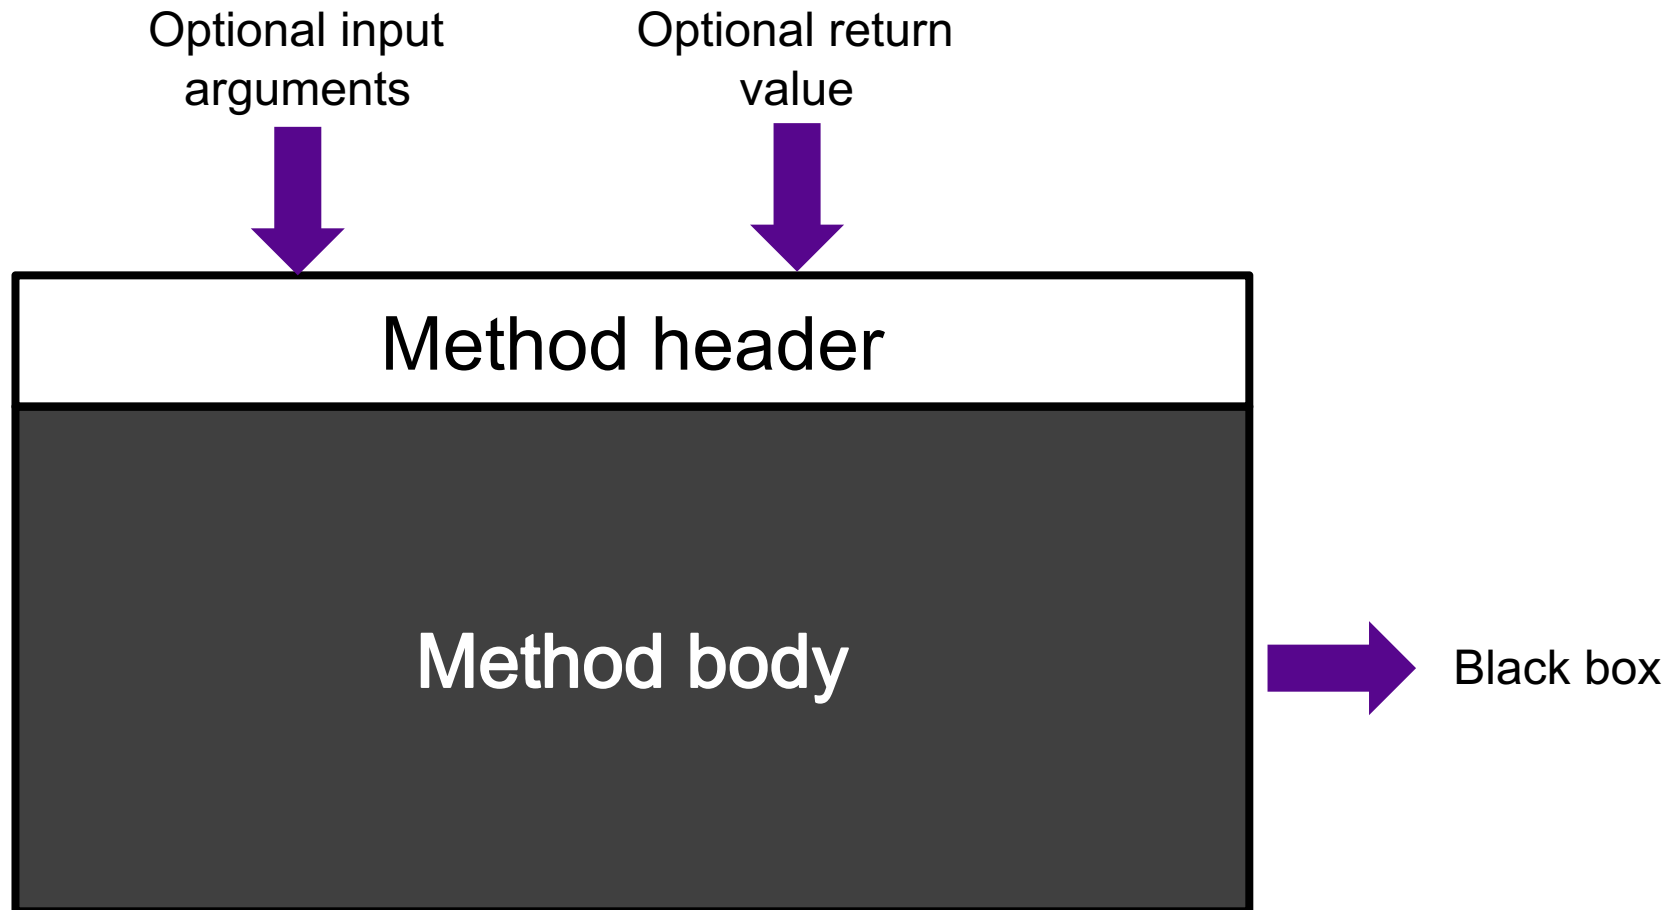 Optional input
arguments
Optional return
value
Method header
Method body
Black box